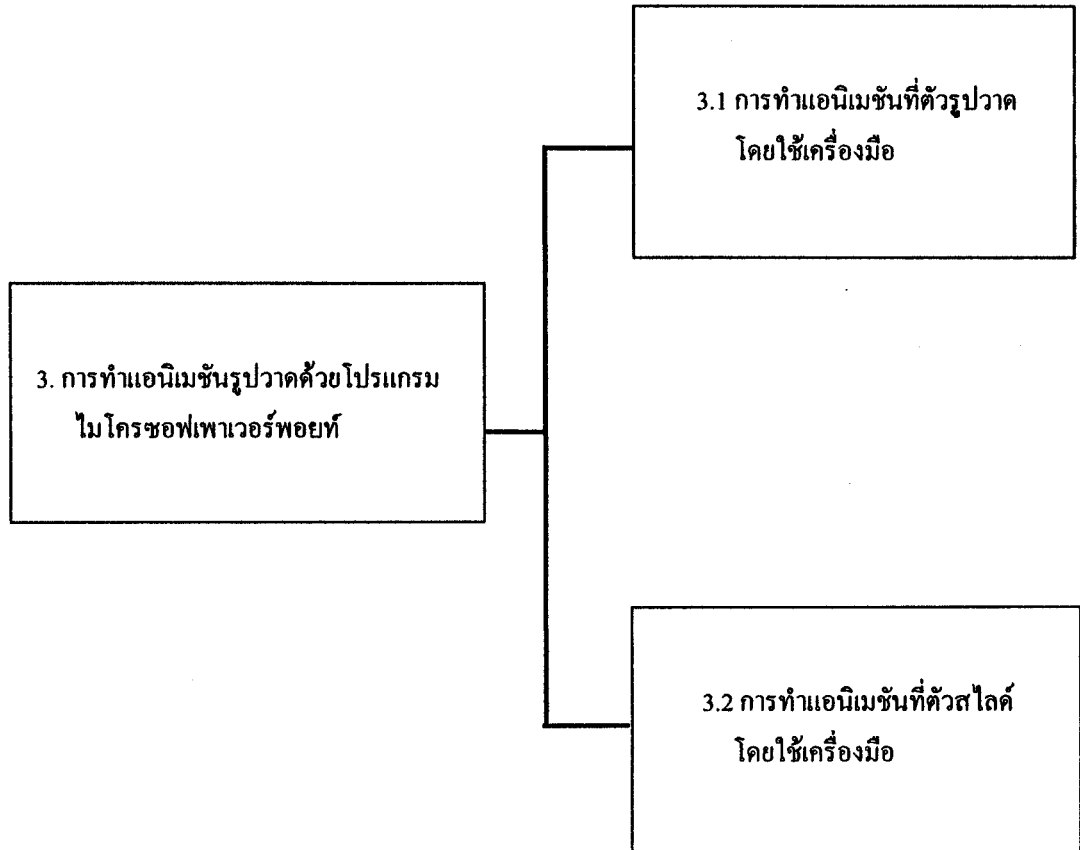 3.1 การทำแอนิเมชันที่ตัวรูปวาด
โดยใช้เครื่องมือ
3. การทำแอนิเมชันรูปวาดด้วยโปรแกรม
ไมโครซอฟเพาเวอร์พอยท์
3.2 การทำแอนิเมชันที่ตัวสไลด์
โดยใช้เครื่องมือ